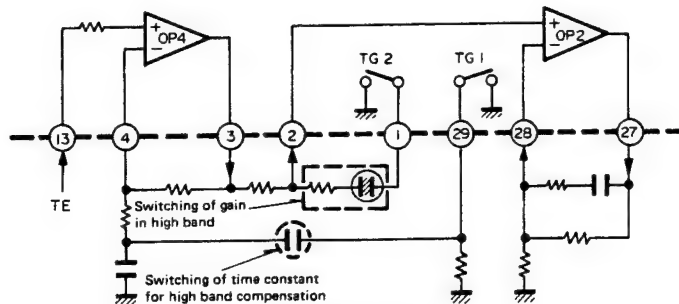 +
OP4
−
TG 2
TG 1
+
OP2
−
13
4
3
2
1
29
28
27
TE
Switching of gain
in high band
Switching of time constant
for high band compensation